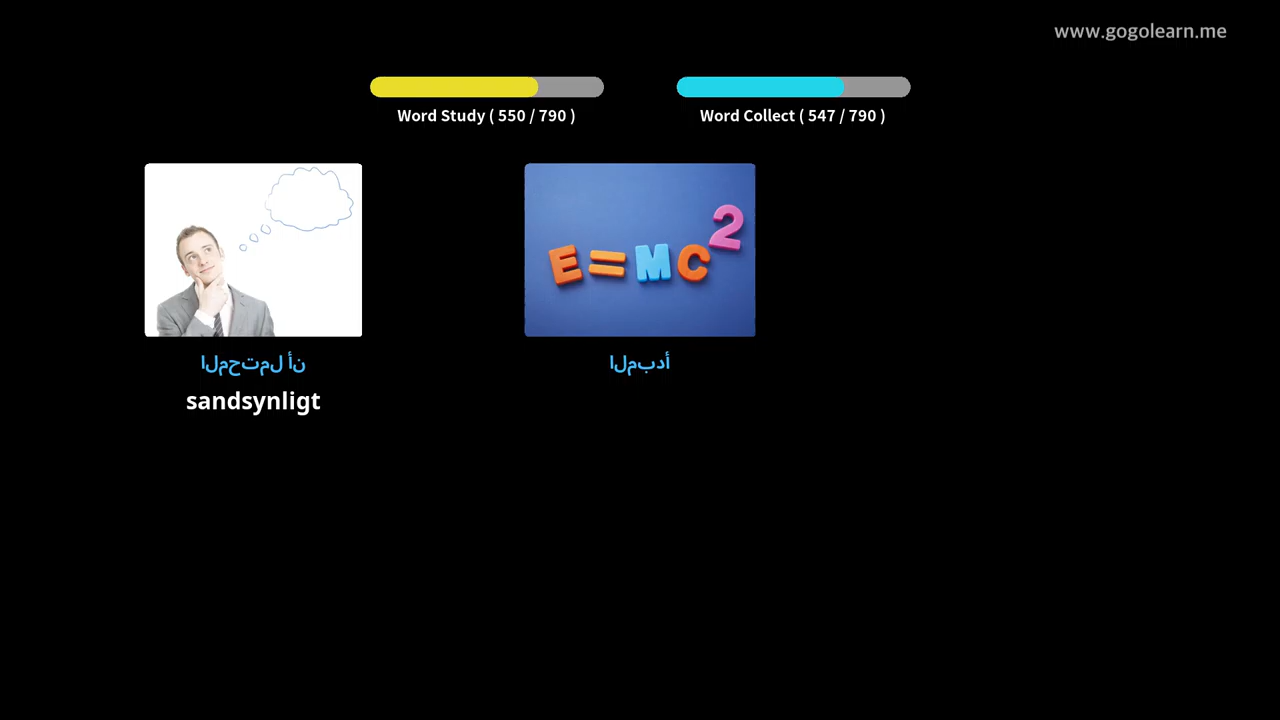 www.gogolearn.me
Word Study ( 550 / 790 )
Word Collect ( 547 / 790 )
E=MC2
المحتمل أن
المبدأ
sandsynligt